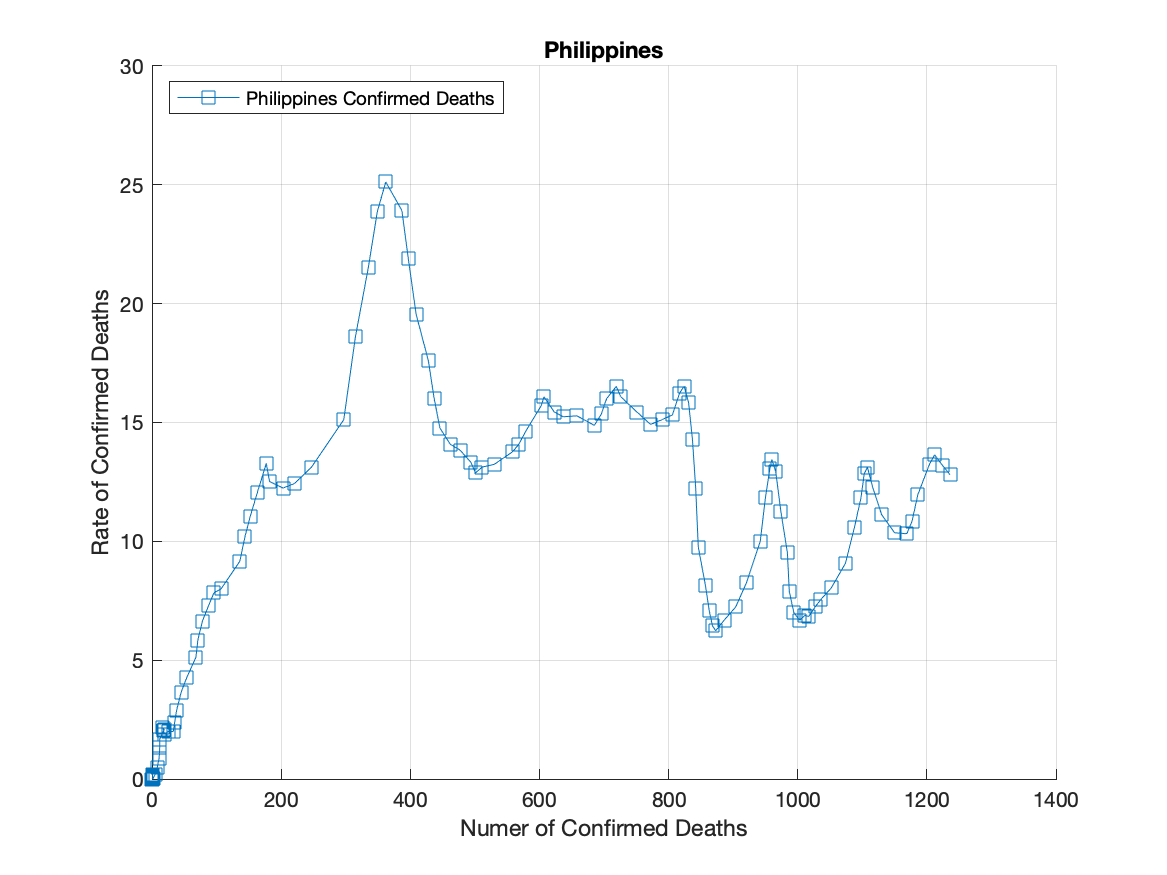 Philippines
30
Philippines Confirmed Deaths
25
20
15
10
5
0
Rate of Confirmed Deaths
0 200 400 600 800 1000 1200 1400
Numer of Confirmed Deaths